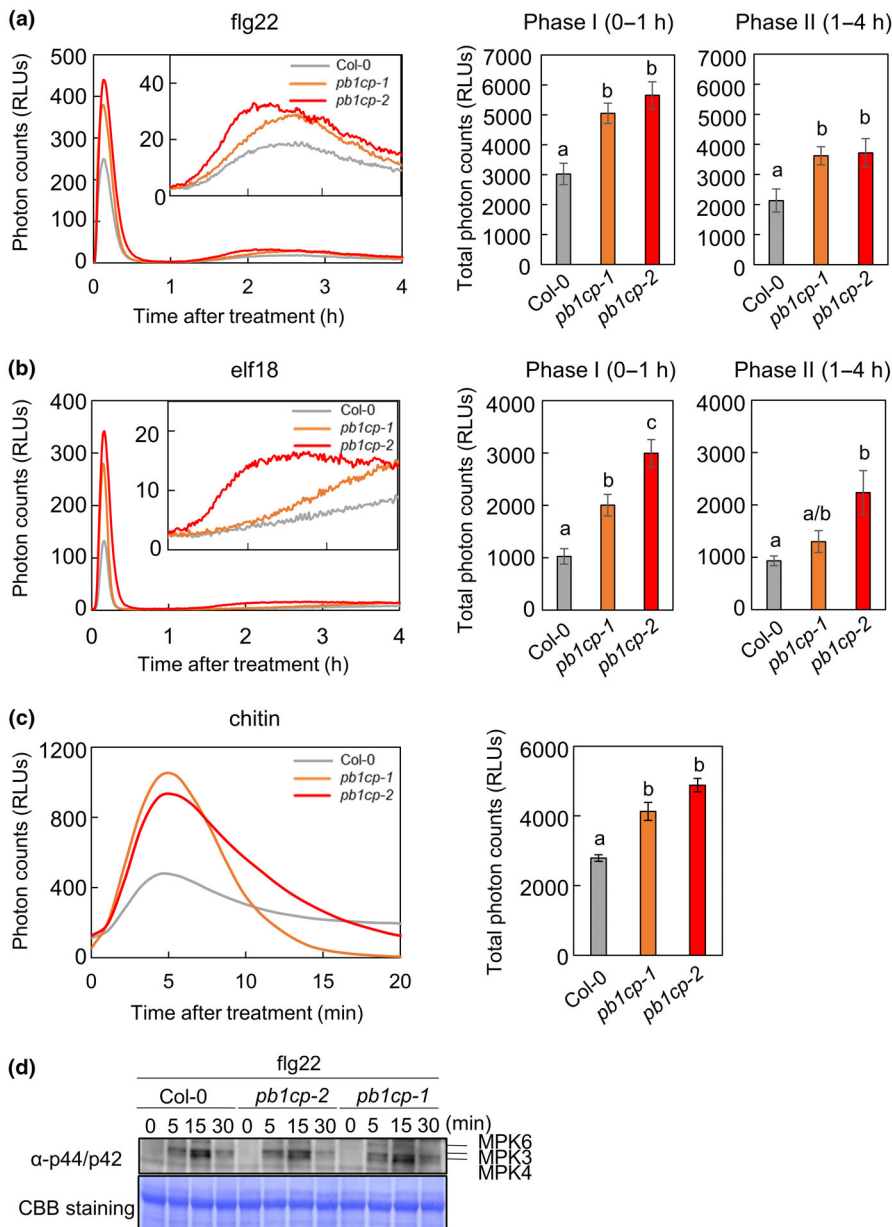 (a)
flg22
Photon counts (RLUs)
500
400
300
200
100
0
40
20
0
Col-0
pb1cp-1
pb1cp-2
0 1 2 3 4
Time after treatment (h)
Phase I (0–1 h)
Total photon counts (RLUs)
7000
6000
5000
4000
3000
2000
1000
0
a b b
Col-0 pb1cp-1 pb1cp-2
Phase II (1–4 h)
7000
6000
5000
4000
3000
2000
1000
0
a b b
Col-0 pb1cp-1 pb1cp-2
(b)
elf18
Photon counts (RLUs)
400
300
200
100
0
20
10
0
Col-0
pb1cp-1
pb1cp-2
0 1 2 3 4
Time after treatment (h)
Phase I (0–1 h)
Total photon counts (RLUs)
4000
3000
2000
1000
0
a b c
Col-0 pb1cp-1 pb1cp-2
Phase II (1–4 h)
4000
3000
2000
1000
0
a a/b b
Col-0 pb1cp-1 pb1cp-2
(c)
chitin
Photon counts (RLUs)
1200
800
400
0
Col-0
pb1cp-1
pb1cp-2
0 5 10 15 20
Time after treatment (min)
Total photon counts (RLUs)
6000
4000
2000
0
a b b
Col-0 pb1cp-1 pb1cp-2
(d)
flg22
Col-0 pb1cp-2 pb1cp-1
0 5 15 30 0 5 15 30 0 5 15 30 (min)
α-p44/p42
MPK6
MPK3
MPK4
CBB staining